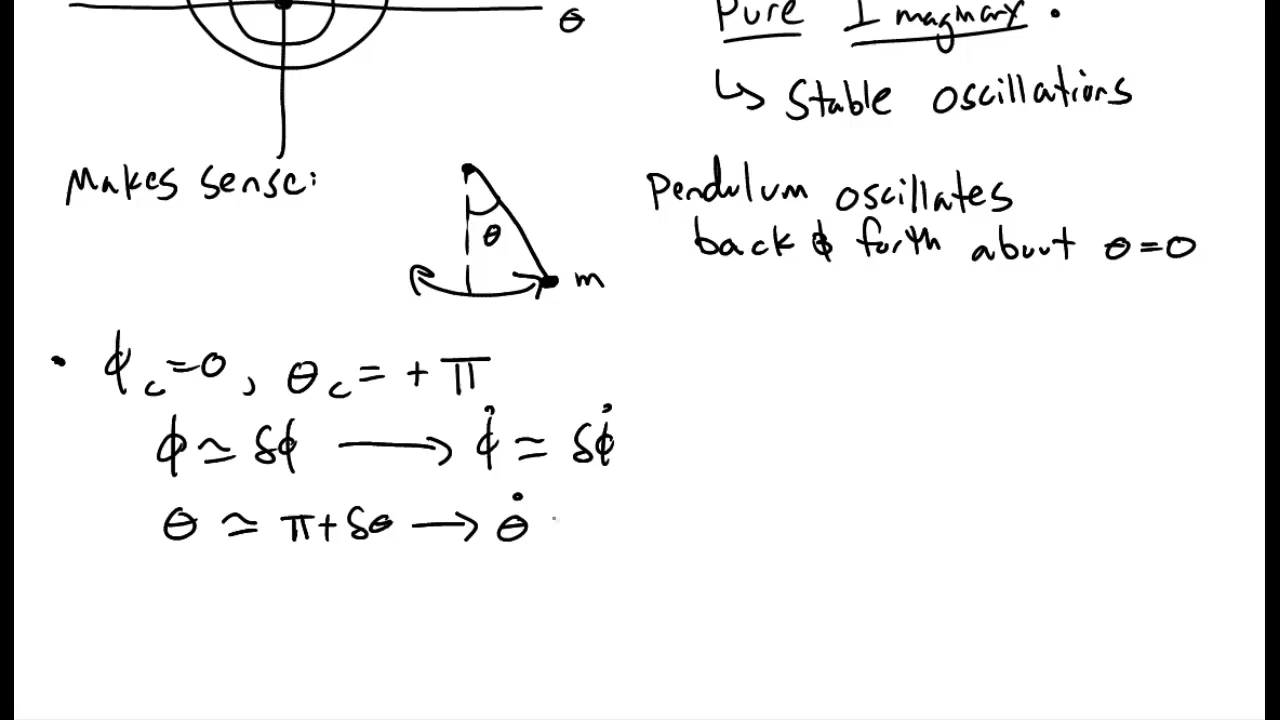 θ
Pure Imaginary.
↳ Stable oscillations
Makes sense:
θ
m
Pendulum oscillates
back & forth about θ=0
• ϕc=0, θc= +π
ϕ ≃ δϕ ⟶ ϕ̇ ≃ δϕ̇
θ ≃ π+δθ ⟶ θ̇